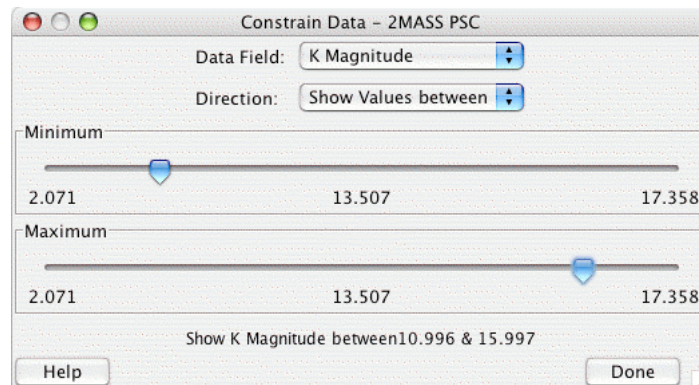 Constrain Data - 2MASS PSC
Data Field: K Magnitude
Direction: Show Values between
Minimum
2.071 13.507 17.358
Maximum
2.071 13.507 17.358
Show K Magnitude between10.996 & 15.997
Help Done